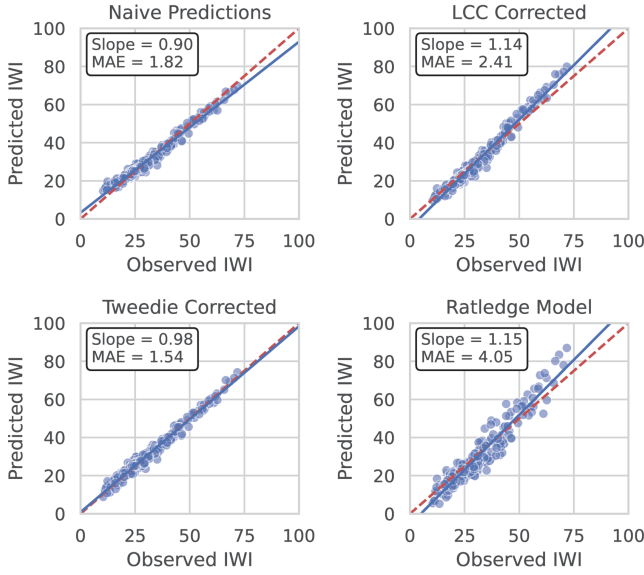 Naive Predictions
Slope = 0.90
MAE = 1.82
Predicted IWI
100
80
60
40
20
0
0 25 50 75 100
Observed IWI
LCC Corrected
Slope = 1.14
MAE = 2.41
Predicted IWI
100
80
60
40
20
0
0 25 50 75 100
Observed IWI
Tweedie Corrected
Slope = 0.98
MAE = 1.54
Predicted IWI
100
80
60
40
20
0
0 25 50 75 100
Observed IWI
Ratledge Model
Slope = 1.15
MAE = 4.05
Predicted IWI
100
80
60
40
20
0
0 25 50 75 100
Observed IWI